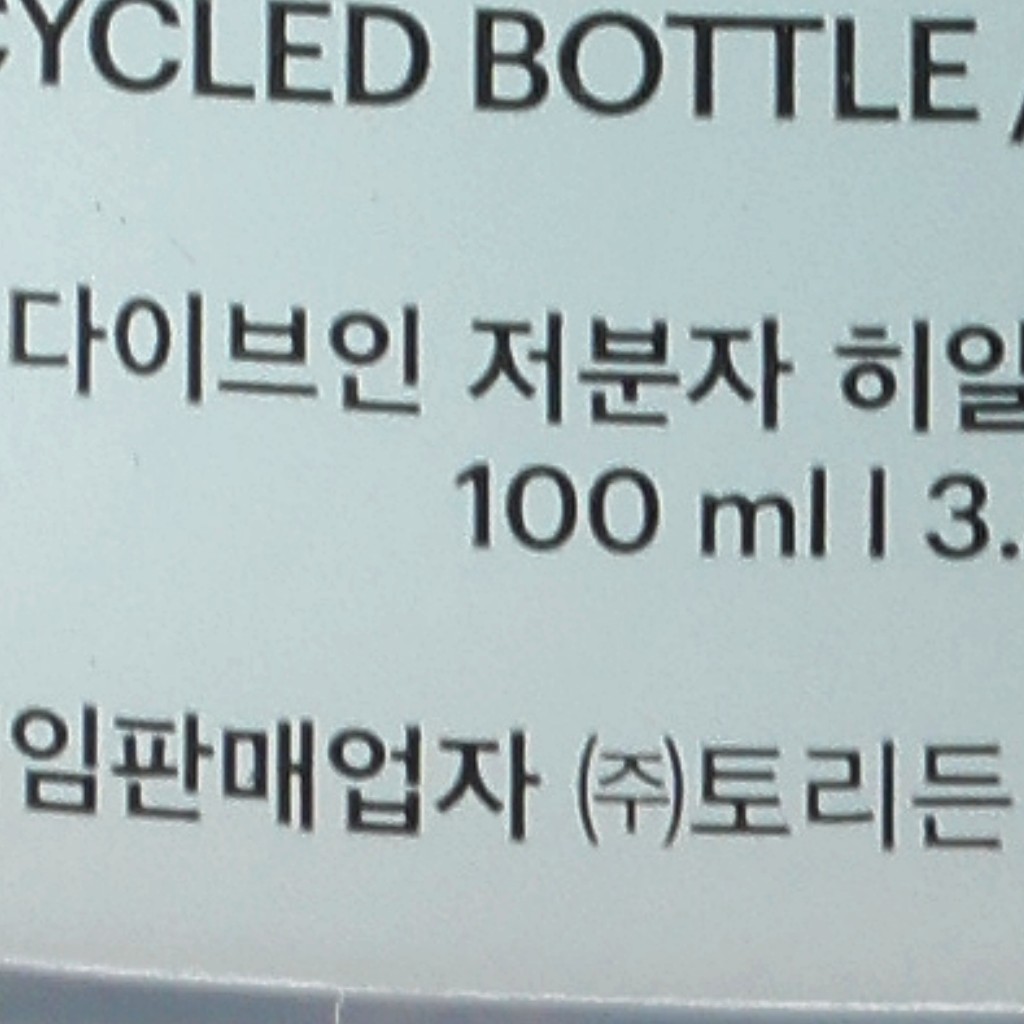 CYCLED BOTTLE /
다이브인 저분자 히알
100 ml l 3.
임판매업자 ㈜토리든